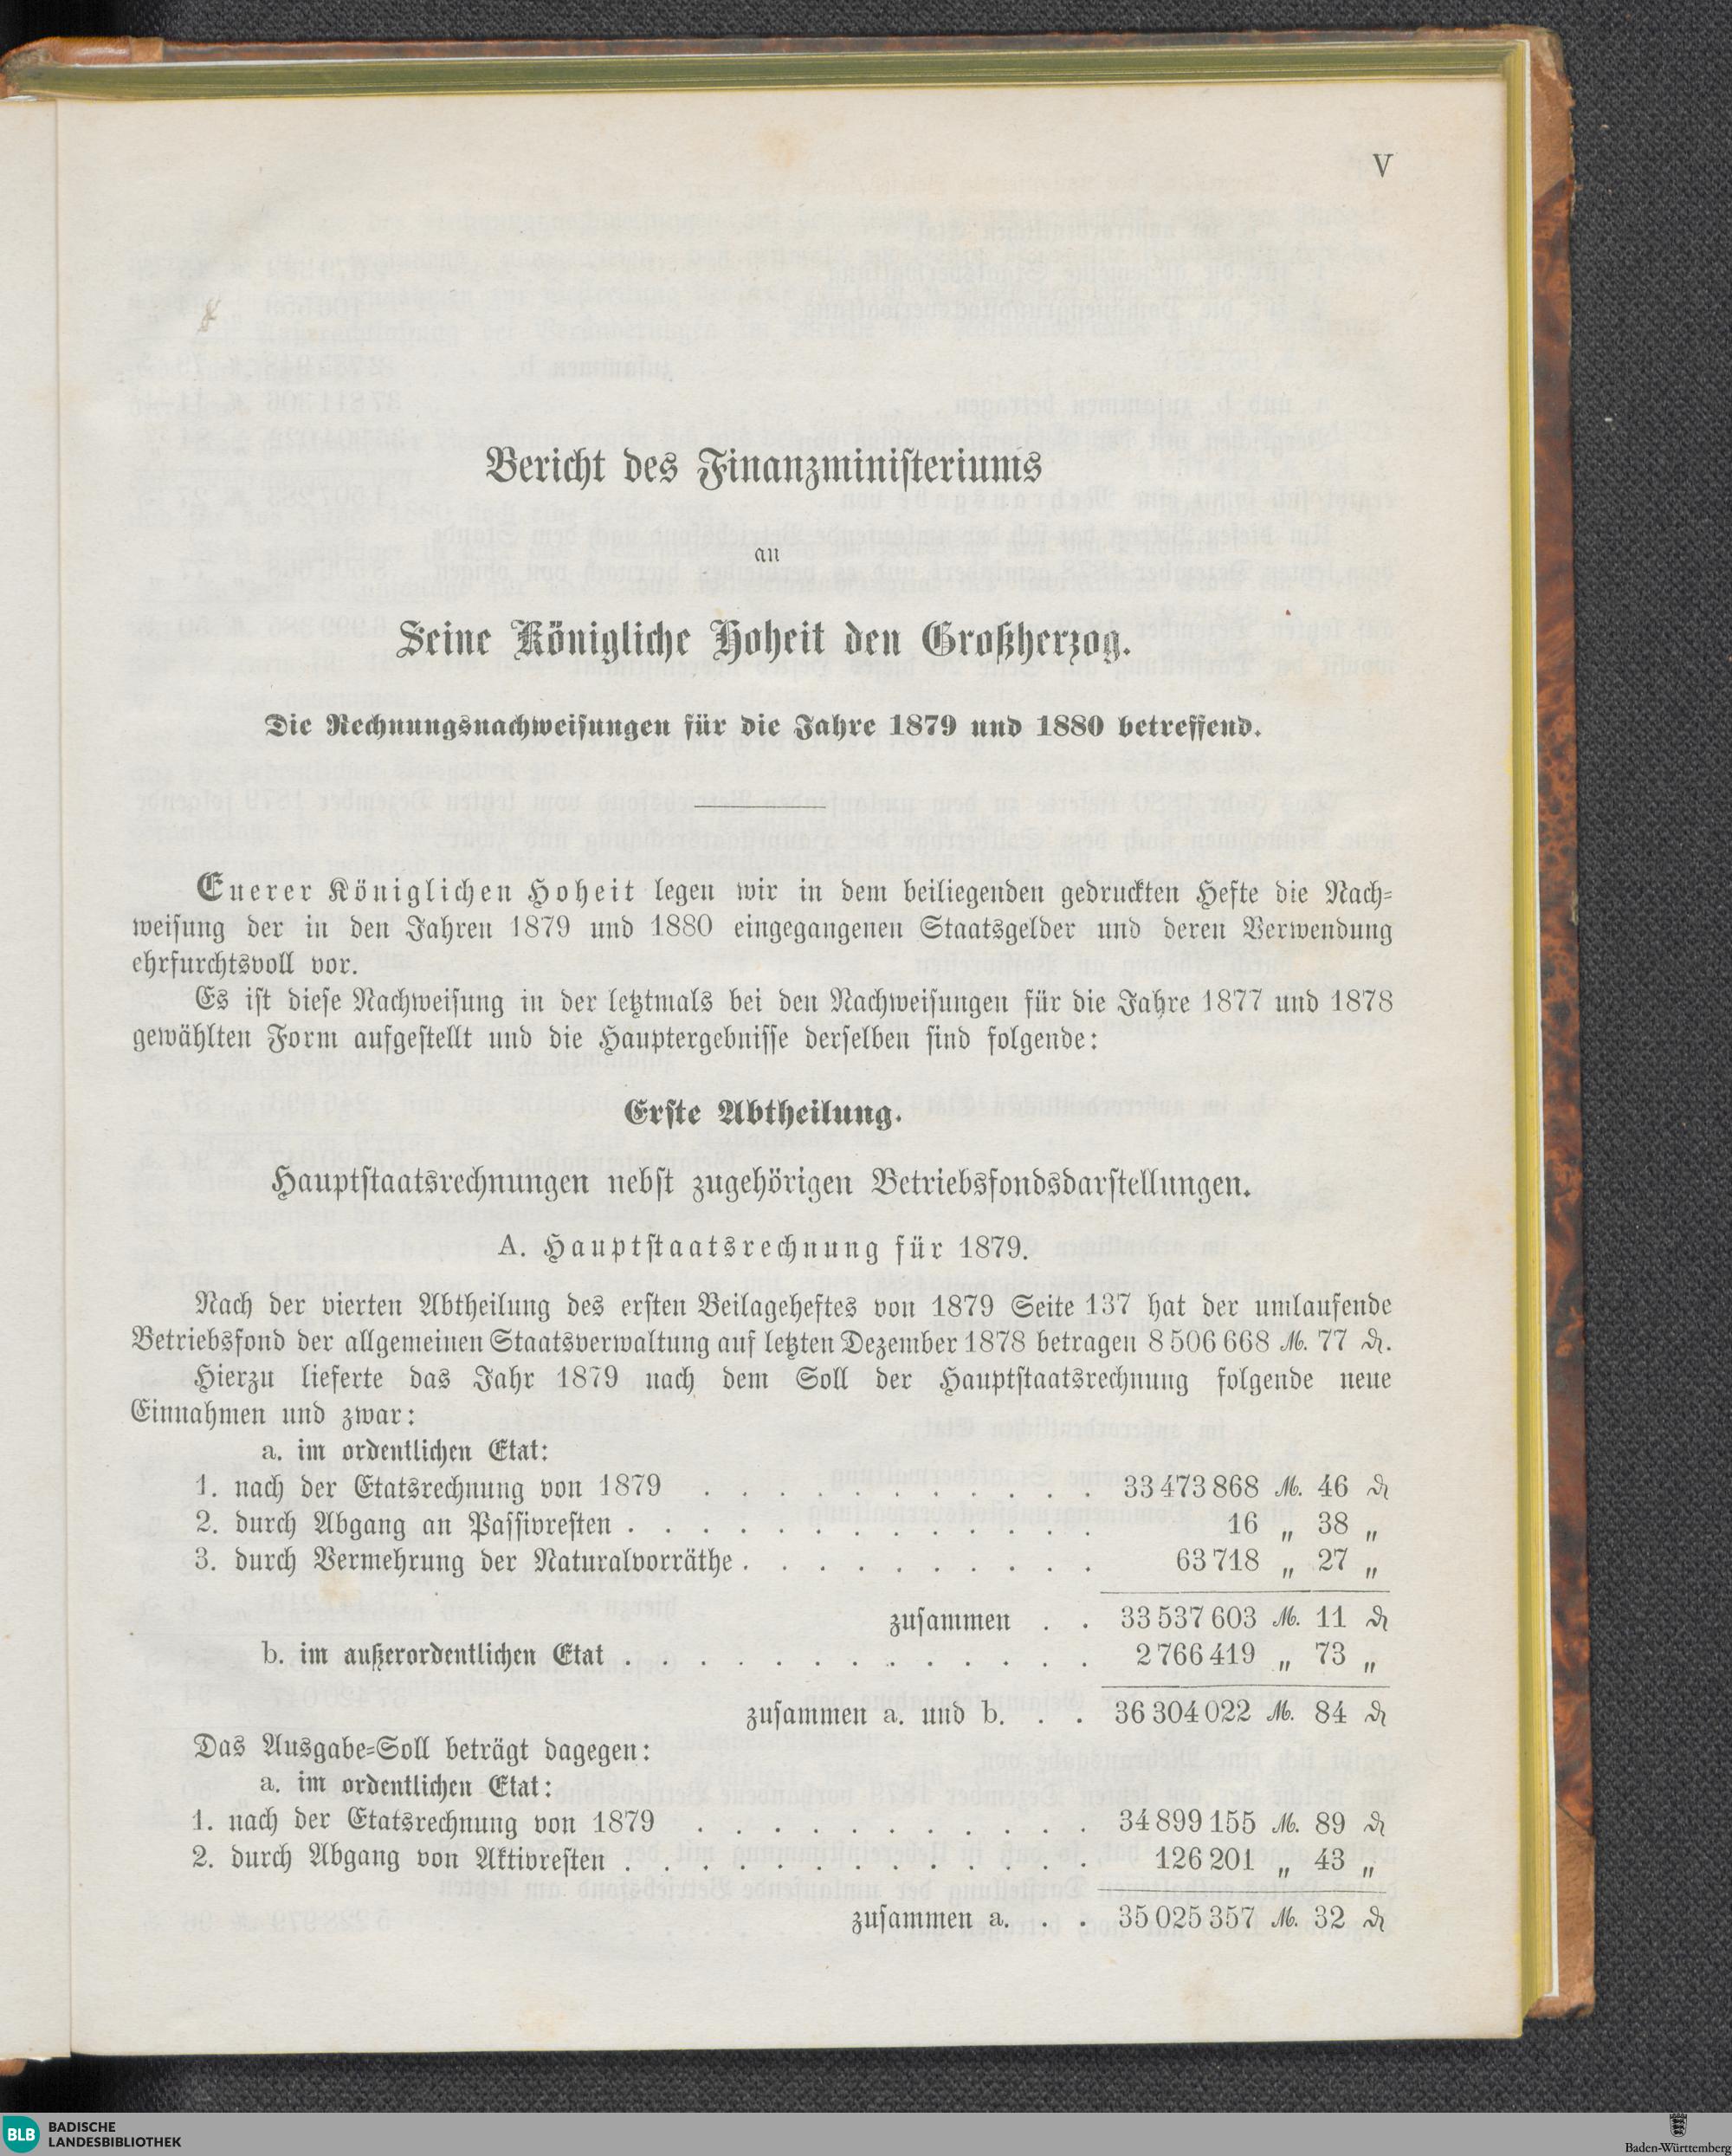 V
Bericht des Finanzministeriums
an
Seine Königliche Hoheit den Großherzog.
Die Rechnungsnachweisungen für die Jahre 1879 und 1880 betreffend.
Euerer Königlichen Hoheit legen wir in dem beiliegenden gedruckten Hefte die Nach-
weisung der in den Jahren 1879 und 1880 eingegangenen Staatsgelder und deren Verwendung
ehrfurchtsvoll vor.
Es ist diese Nachweisung in der letztmals bei den Nachweisungen für die Jahre 1877 und 1878
gewählten Form aufgestellt und die Hauptergebnisse derselben sind folgende:
Erste Abtheilung.
Hauptstaatsrechnungen nebst zugehörigen Betriebsfondsdarstellungen.
A. Hauptstaatsrechnung für 1879.
Nach der vierten Abtheilung des ersten Beilageheftes von 1879 Seite 137 hat der umlaufende
Betriebsfond der allgemeinen Staatsverwaltung auf letzten Dezember 1878 betragen 8 506 668 ℳ. 77 ₰.
Hierzu lieferte das Jahr 1879 nach dem Soll der Hauptstaatsrechnung folgende neue
Einnahmen und zwar:
a. im ordentlichen Etat:
1. nach der Etatsrechnung von 1879 . . . . . . . . . . . 33 473 868 ℳ. 46 ₰
2. durch Abgang an Passivresten . . . . . . . . . . . . . 16 „ 38 „
3. durch Vermehrung der Naturalvorräthe . . . . . . . . . . 63 718 „ 27 „
zusammen . . 33 537 603 ℳ. 11 ₰
b. im außerordentlichen Etat . . . . . . . . . . . . . 2 766 419 „ 73 „
zusammen a. und b. . . 36 304 022 ℳ. 84 ₰
Das Ausgabe-Soll beträgt dagegen:
a. im ordentlichen Etat:
1. nach der Etatsrechnung von 1879 . . . . . . . . . . . 34 899 155 ℳ. 89 ₰
2. durch Abgang von Aktivresten . . . . . . . . . . . . . 126 201 „ 43 „
zusammen a. . . 35 025 357 ℳ. 32 ₰
BLB BADISCHE
LANDESBIBLIOTHEK
Baden-Württemberg